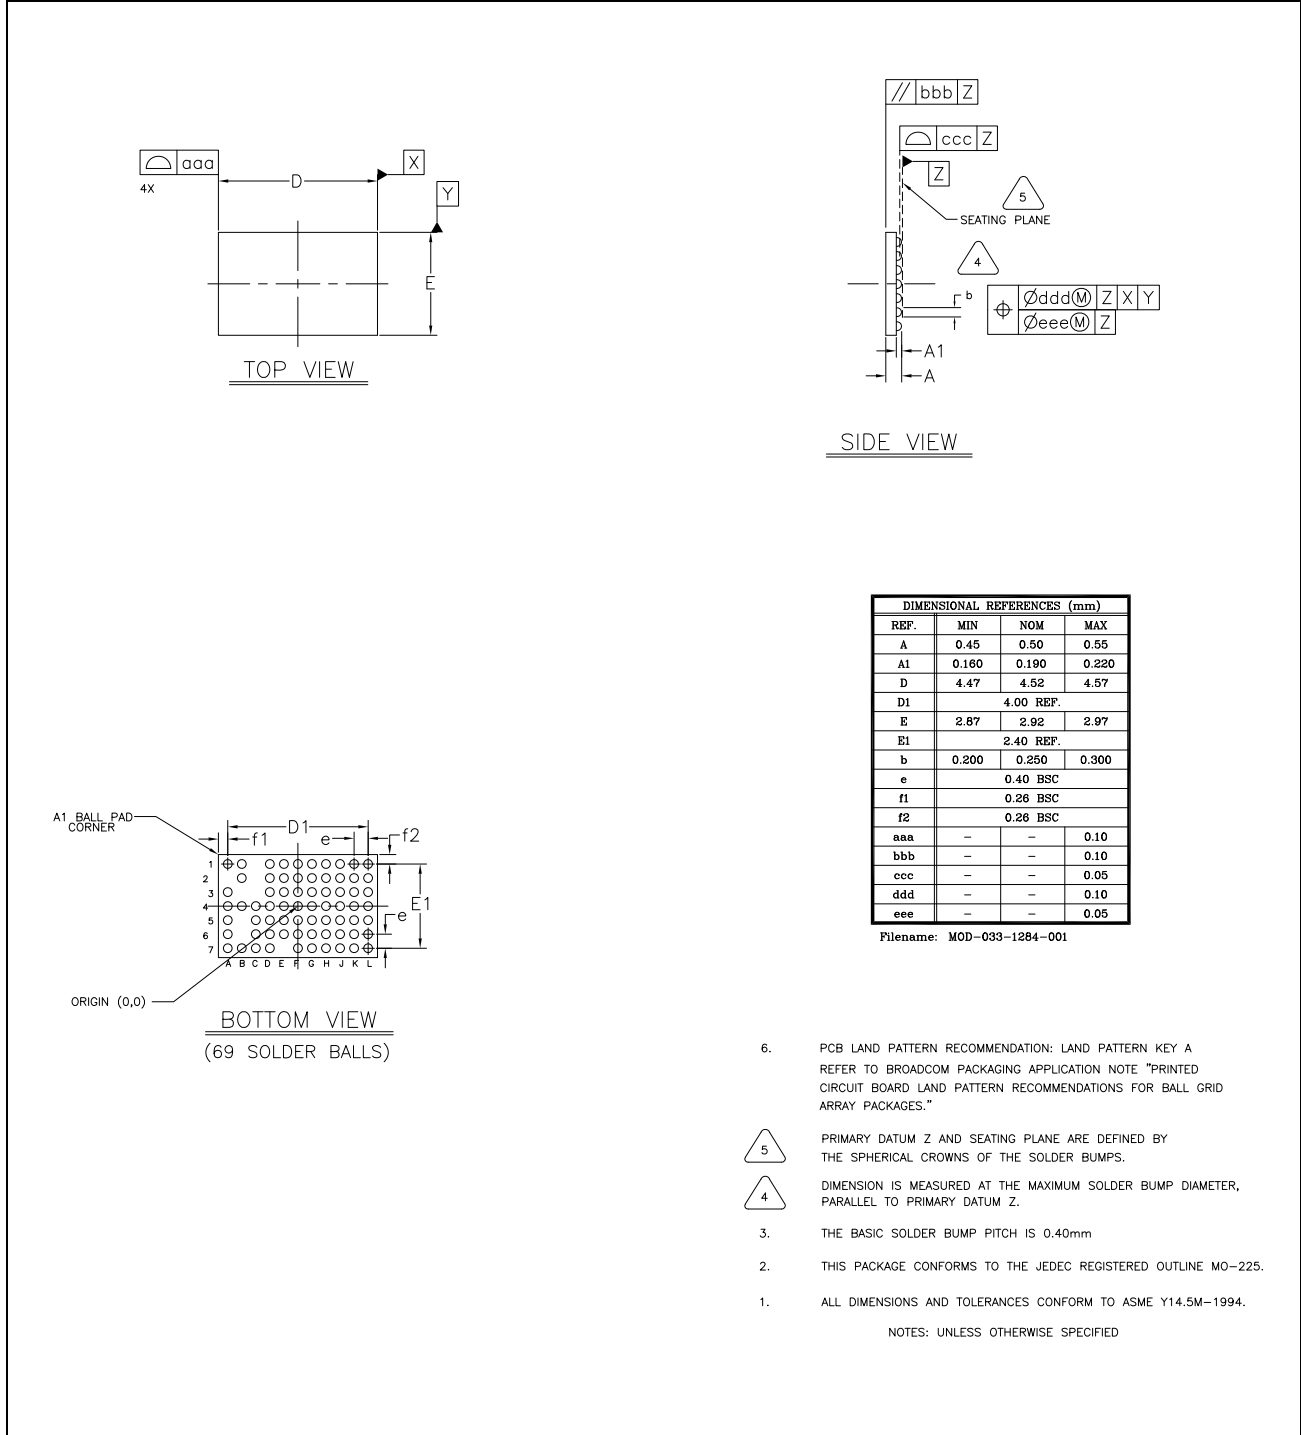 aaa
4X
D
X
Y
E
TOP VIEW
// bbb Z
ccc Z
Z
5
SEATING PLANE
4
b
Øddd Ⓜ Z X Y
Øeee Ⓜ Z
A1
A
SIDE VIEW
DIMENSIONAL REFERENCES (mm)
REF. MIN NOM MAX
A 0.45 0.50 0.55
A1 0.160 0.190 0.220
D 4.47 4.52 4.57
D1 4.00 REF.
E 2.87 2.92 2.97
E1 2.40 REF.
b 0.200 0.250 0.300
e 0.40 BSC
f1 0.26 BSC
f2 0.26 BSC
aaa – – 0.10
bbb – – 0.10
ccc – – 0.05
ddd – – 0.10
eee – – 0.05
Filename: MOD-033-1284-001
A1 BALL PAD
CORNER
D1
f1
e
f2
1
2
3
4
5
6
7
E1
e
A B C D E F G H J K L
ORIGIN (0,0)
BOTTOM VIEW
(69 SOLDER BALLS)
6. PCB LAND PATTERN RECOMMENDATION: LAND PATTERN KEY A
REFER TO BROADCOM PACKAGING APPLICATION NOTE "PRINTED
CIRCUIT BOARD LAND PATTERN RECOMMENDATIONS FOR BALL GRID
ARRAY PACKAGES."
5 PRIMARY DATUM Z AND SEATING PLANE ARE DEFINED BY
THE SPHERICAL CROWNS OF THE SOLDER BUMPS.
4 DIMENSION IS MEASURED AT THE MAXIMUM SOLDER BUMP DIAMETER,
PARALLEL TO PRIMARY DATUM Z.
3. THE BASIC SOLDER BUMP PITCH IS 0.40mm
2. THIS PACKAGE CONFORMS TO THE JEDEC REGISTERED OUTLINE MO-225.
1. ALL DIMENSIONS AND TOLERANCES CONFORM TO ASME Y14.5M-1994.
NOTES: UNLESS OTHERWISE SPECIFIED